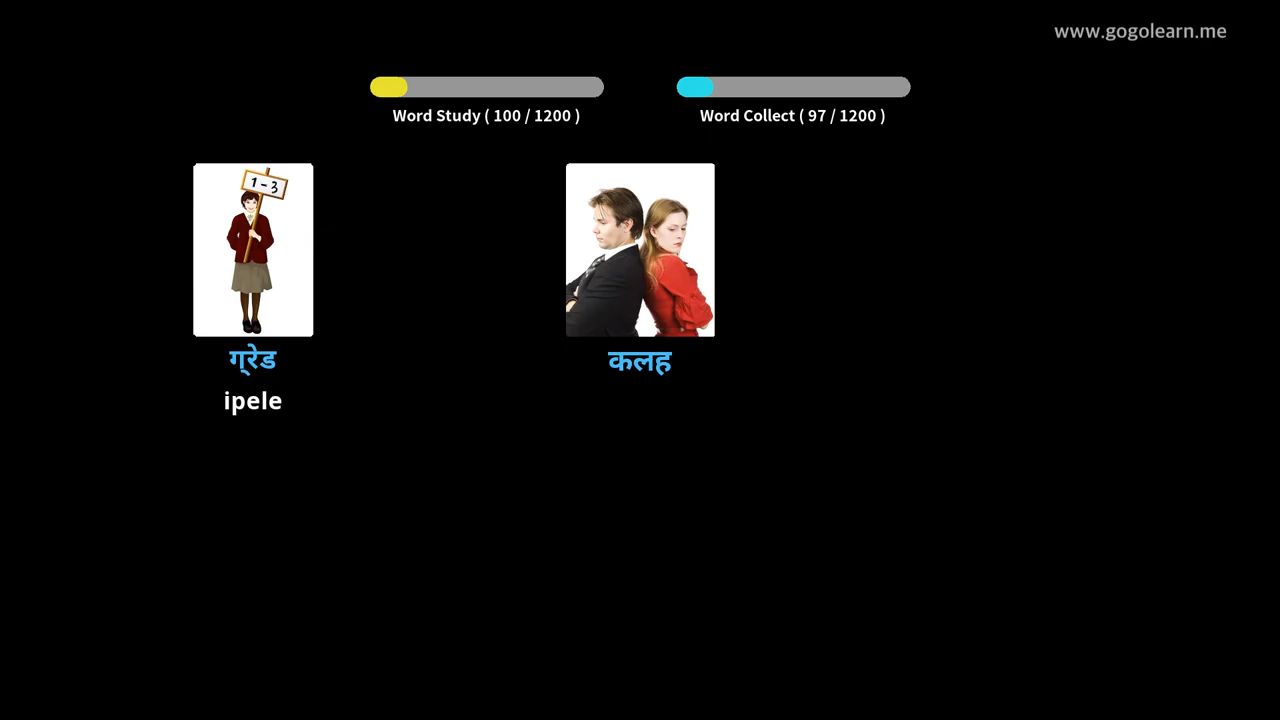 www.gogolearn.me
Word Study ( 100 / 1200 )
Word Collect ( 97 / 1200 )
1 - 3
ग्रेड
कलह
ipele